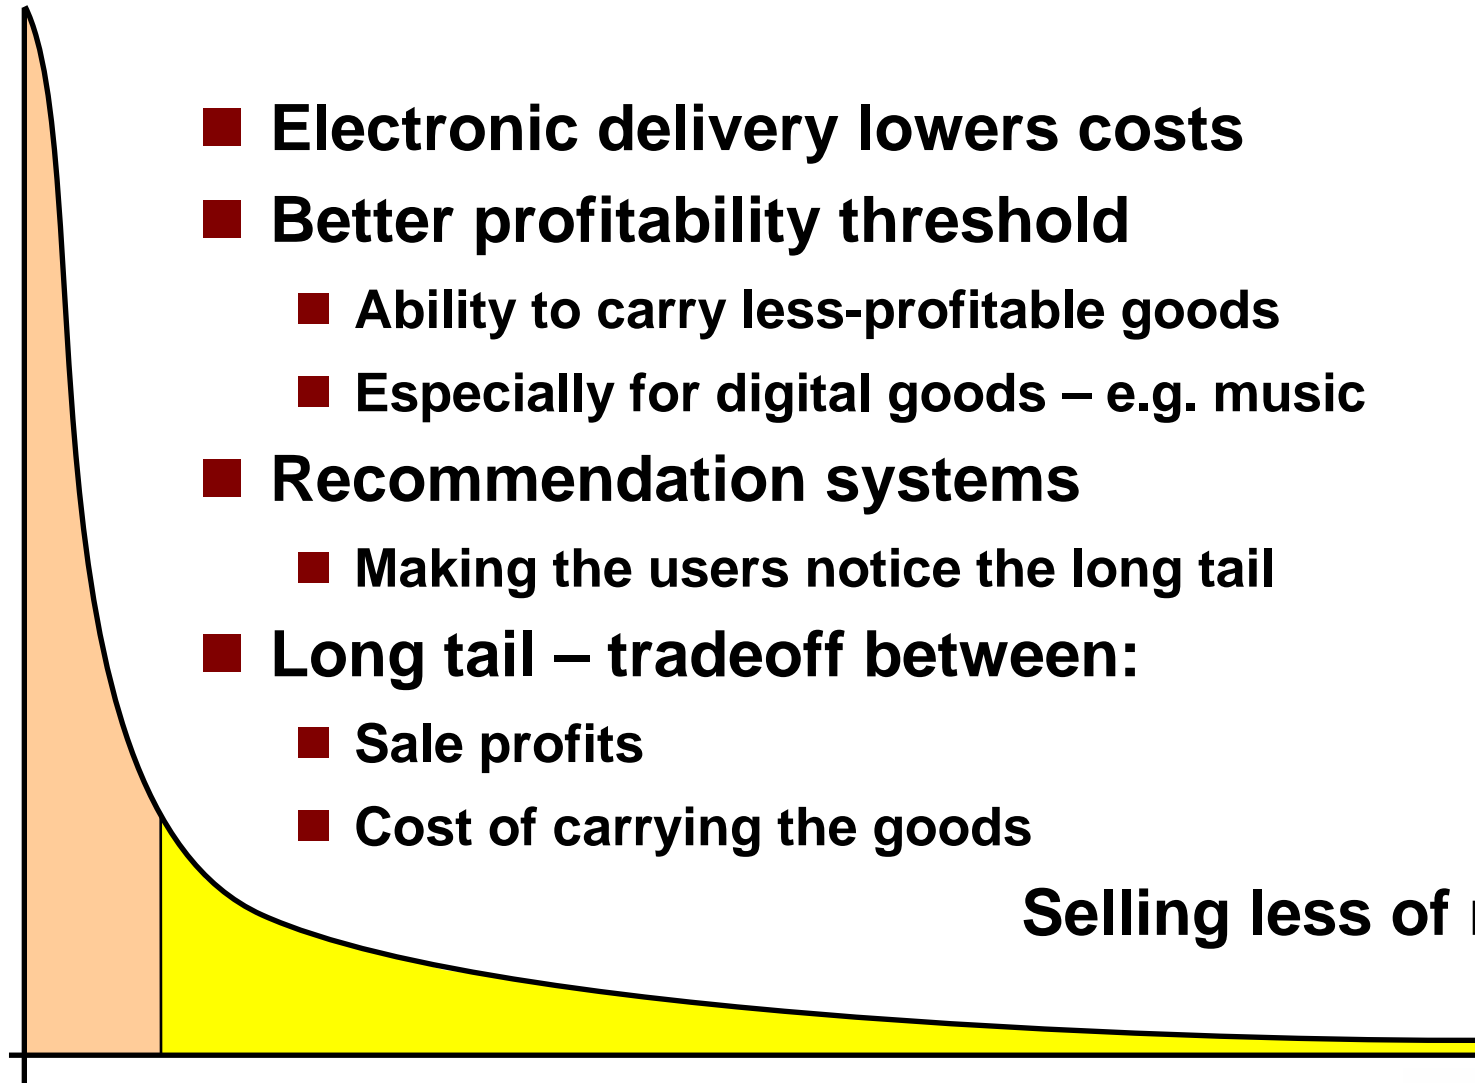 Electronic delivery lowers costs
Better profitability threshold
Ability to carry less-profitable goods
Especially for digital goods – e.g. music
Recommendation systems
Making the users notice the long tail
Long tail – tradeoff between:
Sale profits
Cost of carrying the goods
Selling less of